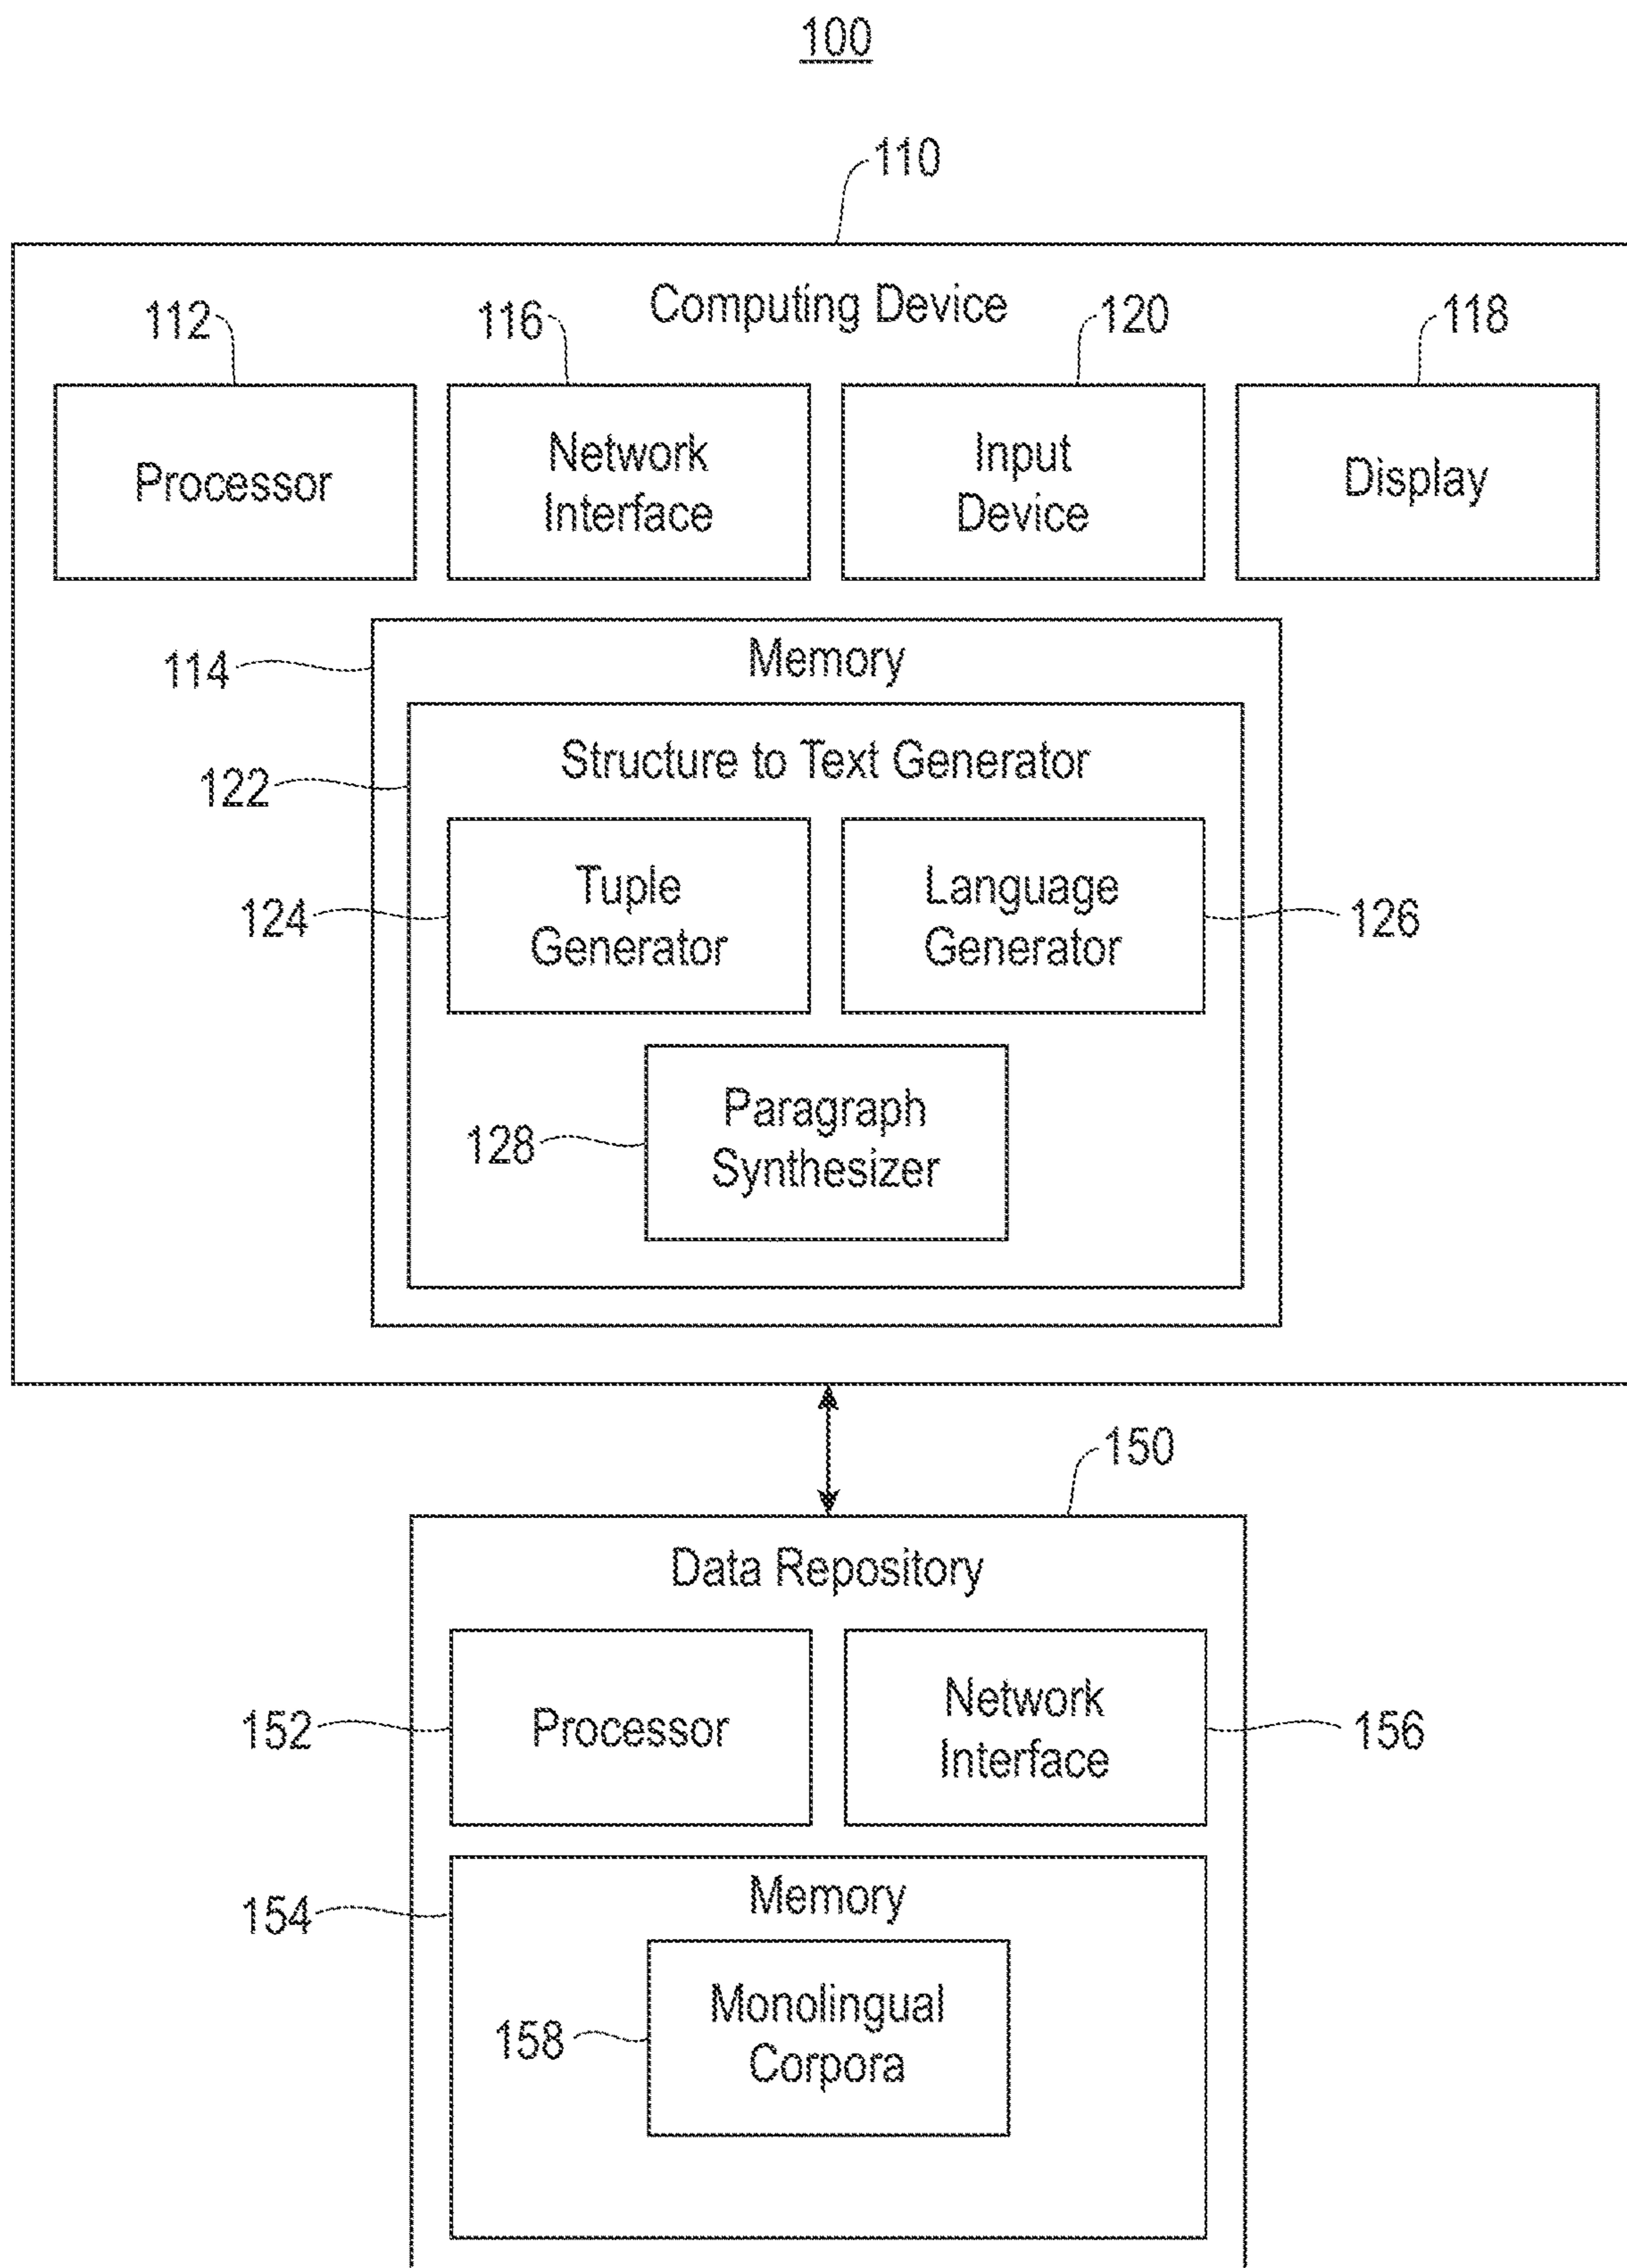 100
110
Computing Device
112
116
120
118
Processor
Network
Interface
Input
Device
Display
114
Memory
122
Structure to Text Generator
124
Tuple
Generator
Language
Generator
126
128
Paragraph
Synthesizer
150
Data Repository
152
Processor
Network
Interface
156
154
Memory
158
Monolingual
Corpora